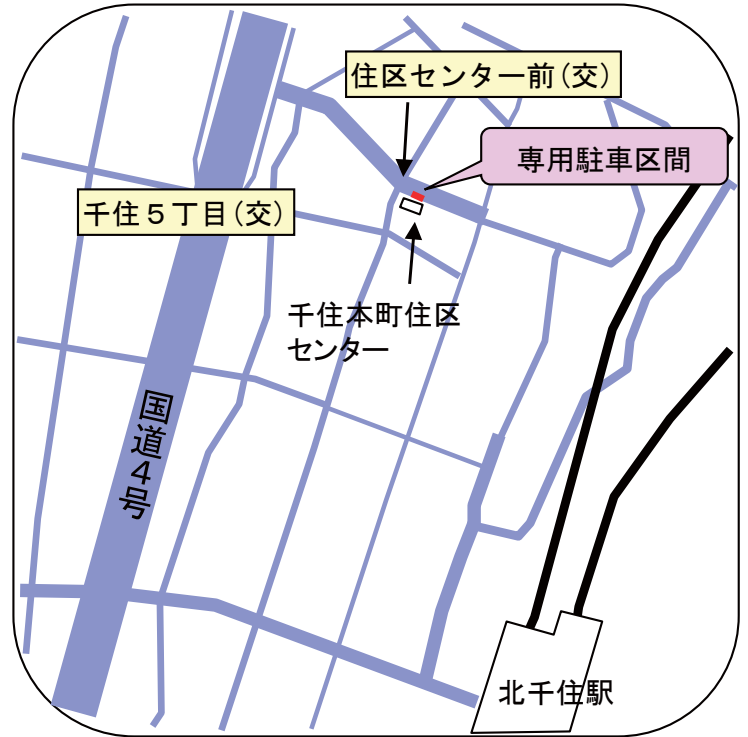 住区センター前(交)
専用駐車区間
千住５丁目(交)
千住本町住区
センター
国道４号
北千住駅